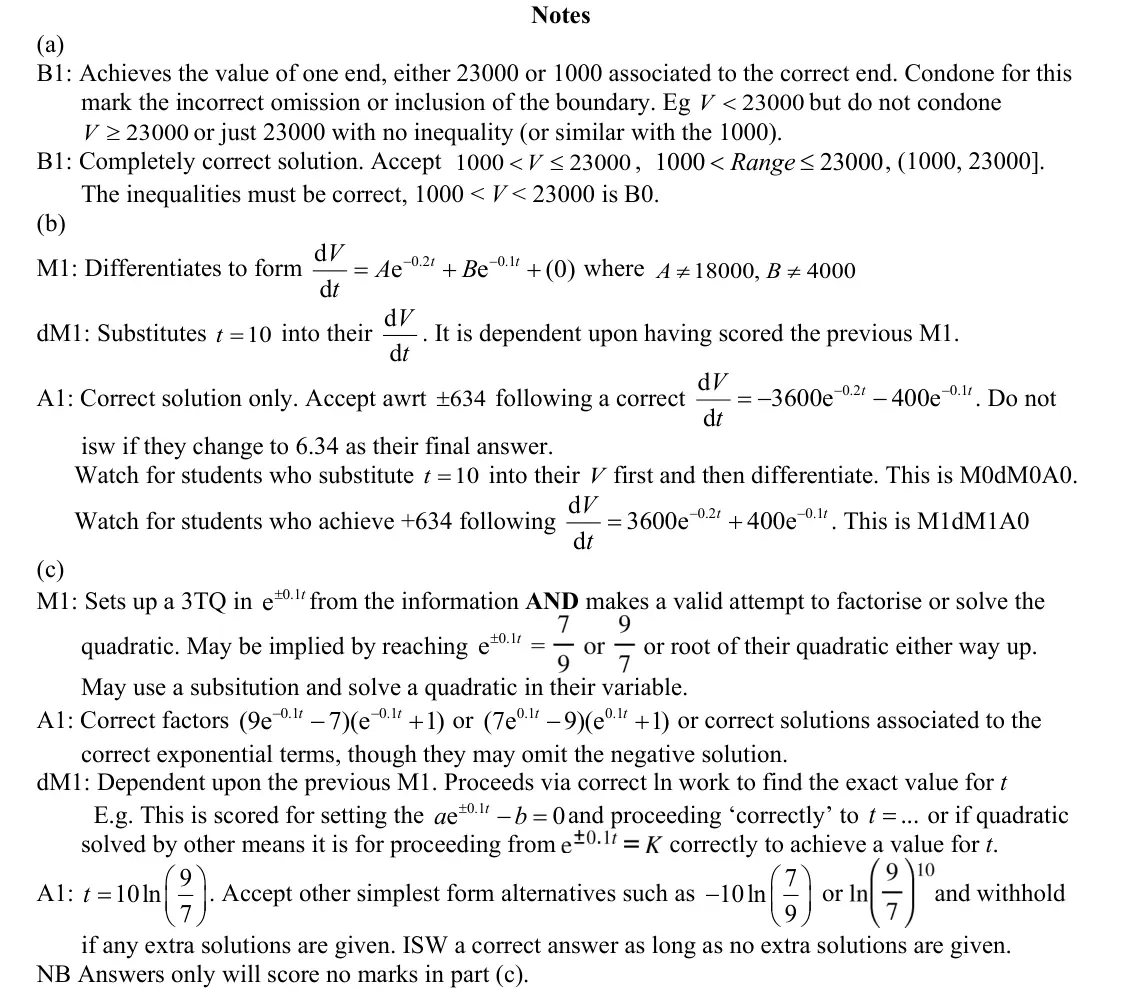 Notes
(a)
B1: Achieves the value of one end, either 23000 or 1000 associated to the correct end. Condone for this
mark the incorrect omission or inclusion of the boundary. Eg V < 23000 but do not condone
V ≥ 23000 or just 23000 with no inequality (or similar with the 1000).
B1: Completely correct solution. Accept 1000 < V ≤ 23000, 1000 < Range ≤ 23000, (1000, 23000].
The inequalities must be correct, 1000 < V < 23000 is B0.
(b)
M1: Differentiates to form dV/dt = Ae^(−0.2t) + Be^(−0.1t) + (0) where A ≠ 18000, B ≠ 4000
dM1: Substitutes t = 10 into their dV/dt. It is dependent upon having scored the previous M1.
A1: Correct solution only. Accept awrt ±634 following a correct dV/dt = −3600e^(−0.2t) − 400e^(−0.1t). Do not
isw if they change to 6.34 as their final answer.
Watch for students who substitute t = 10 into their V first and then differentiate. This is M0dM0A0.
Watch for students who achieve +634 following dV/dt = 3600e^(−0.2t) + 400e^(−0.1t). This is M1dM1A0
(c)
M1: Sets up a 3TQ in e^(±0.1t) from the information AND makes a valid attempt to factorise or solve the
quadratic. May be implied by reaching e^(±0.1t) = 7/9 or 9/7 or root of their quadratic either way up.
May use a subsitution and solve a quadratic in their variable.
A1: Correct factors (9e^(−0.1t) − 7)(e^(−0.1t) + 1) or (7e^(0.1t) − 9)(e^(0.1t) + 1) or correct solutions associated to the
correct exponential terms, though they may omit the negative solution.
dM1: Dependent upon the previous M1. Proceeds via correct ln work to find the exact value for t
E.g. This is scored for setting the ae^(±0.1t) − b = 0 and proceeding ‘correctly’ to t = ... or if quadratic
solved by other means it is for proceeding from e^(±0.1t) = K correctly to achieve a value for t.
A1: t = 10 ln(9/7). Accept other simplest form alternatives such as −10 ln(7/9) or ln(9/7)^10 and withhold
if any extra solutions are given. ISW a correct answer as long as no extra solutions are given.
NB Answers only will score no marks in part (c).